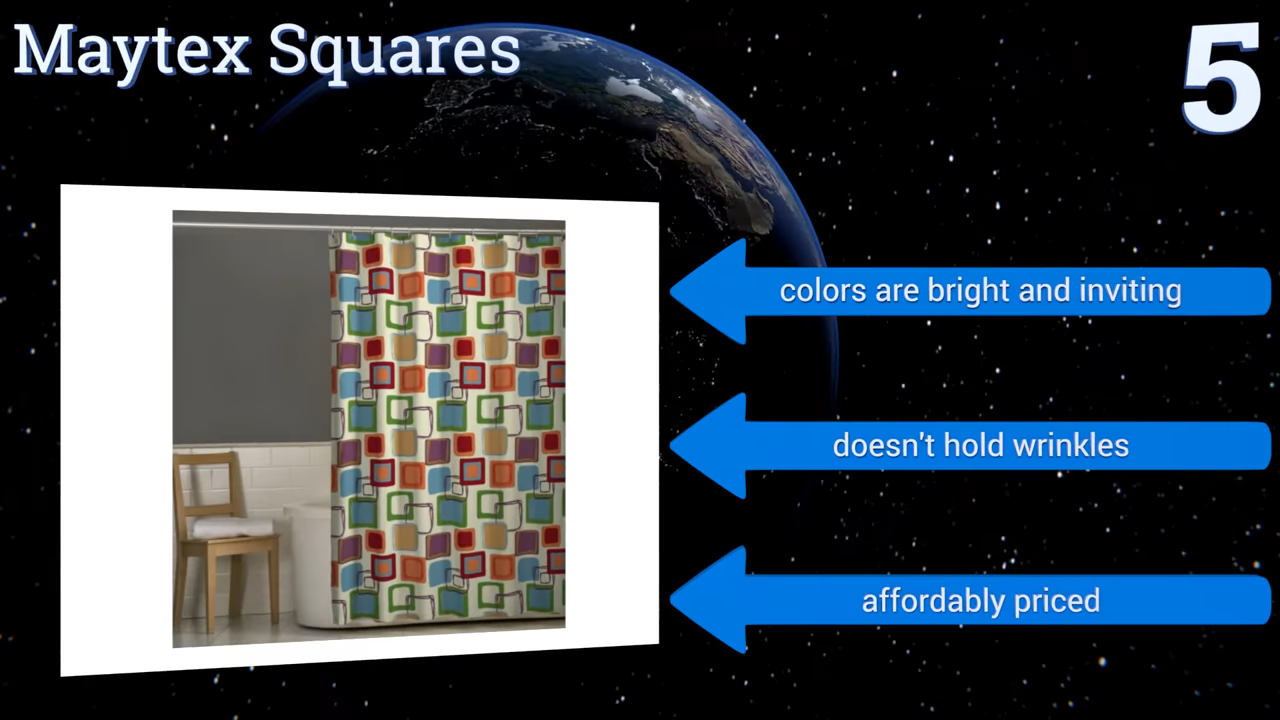 Maytex Squares
5
colors are bright and inviting
doesn't hold wrinkles
affordably priced